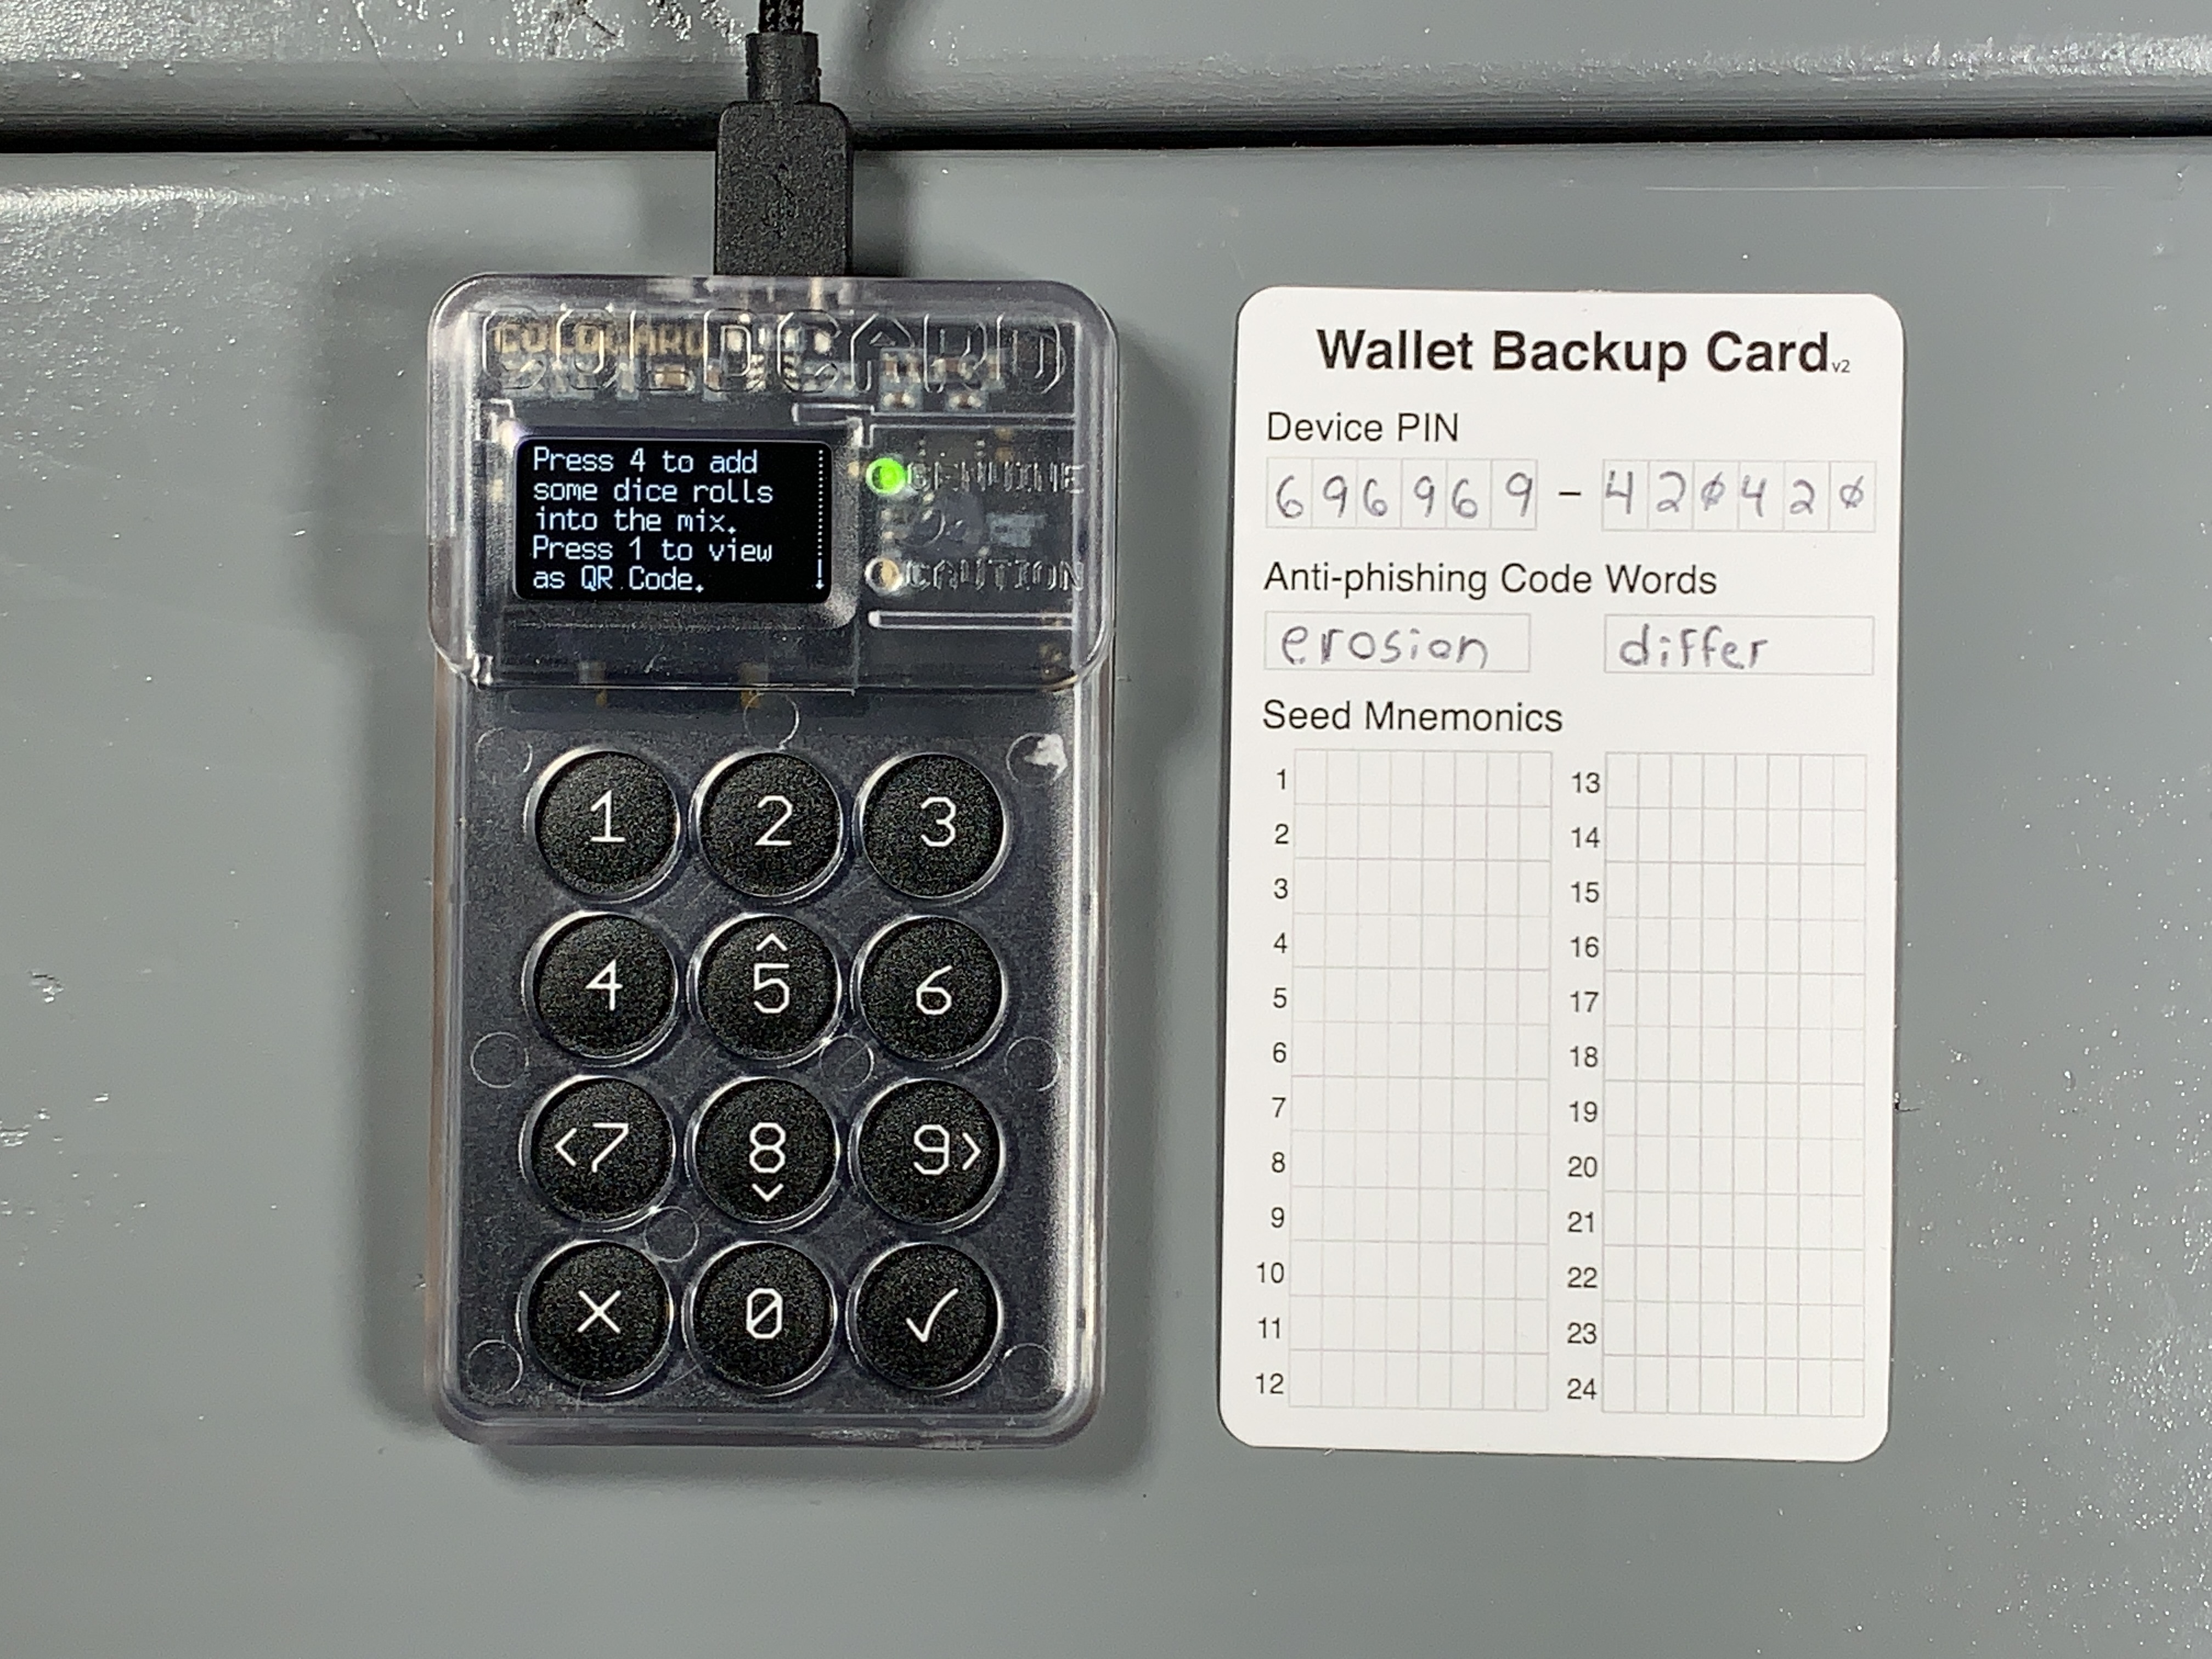 COLDCARD
COLDCARD
Press 4 to add
some dice rolls
into the mix.
Press 1 to view
as QR Code.
GENUINE
CAUTION
1 2 3
4 5 6
<7 8 9>
× 0 ✓
Wallet Backup Card v2
Device PIN
696969 - 420420
Anti-phishing Code Words
erosion differ
Seed Mnemonics
1 13
2 14
3 15
4 16
5 17
6 18
7 19
8 20
9 21
10 22
11 23
12 24